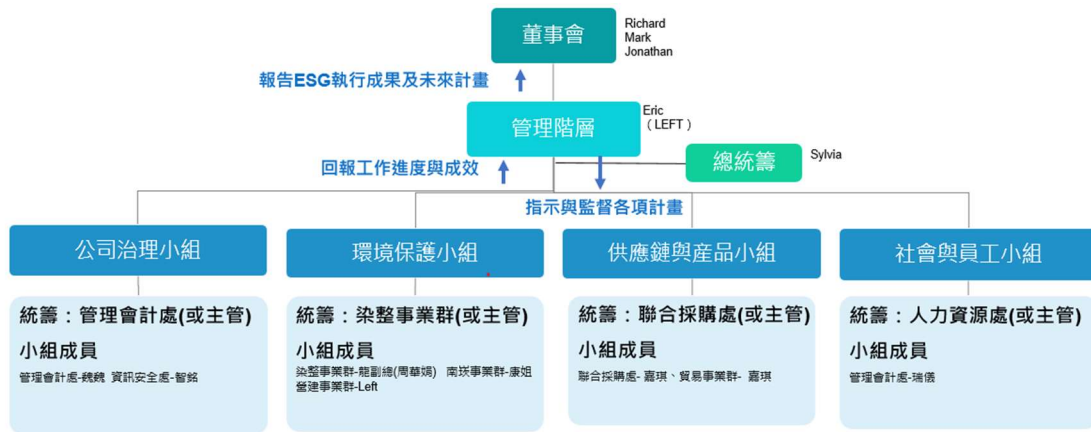 董事會
Richard
Mark
Jonathan
報告ESG執行成果及未來計畫
管理階層
Eric
（LEFT）
總統籌
Sylvia
回報工作進度與成效
指示與監督各項計畫
公司治理小組
統籌：管理會計處(或主管)
小組成員
管理會計處-魏魏 資訊安全處-智銘
環境保護小組
統籌：染整事業群(或主管)
小組成員
染整事業群-龍副總(周華娟) 南崁事業群-康姐
營建事業群-Left
供應鏈與產品小組
統籌：聯合採購處(或主管)
小組成員
聯合採購處- 嘉琪、貿易事業群- 嘉琪
社會與員工小組
統籌：人力資源處(或主管)
小組成員
管理會計處-瑞儀